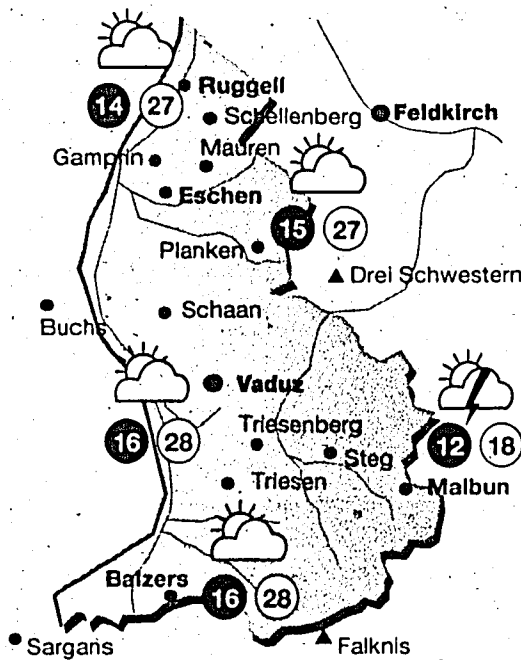 Ruggell
14 27
Schellenberg
Feldkirch
Gamprin
Mauren
Eschen
15 27
Planken
Drei Schwestern
Schaan
Buchs
Vaduz
16 28
Triesenberg
12 18
Steg
Triesen
Malbun
Balzers
16 28
Sargans
Falknis